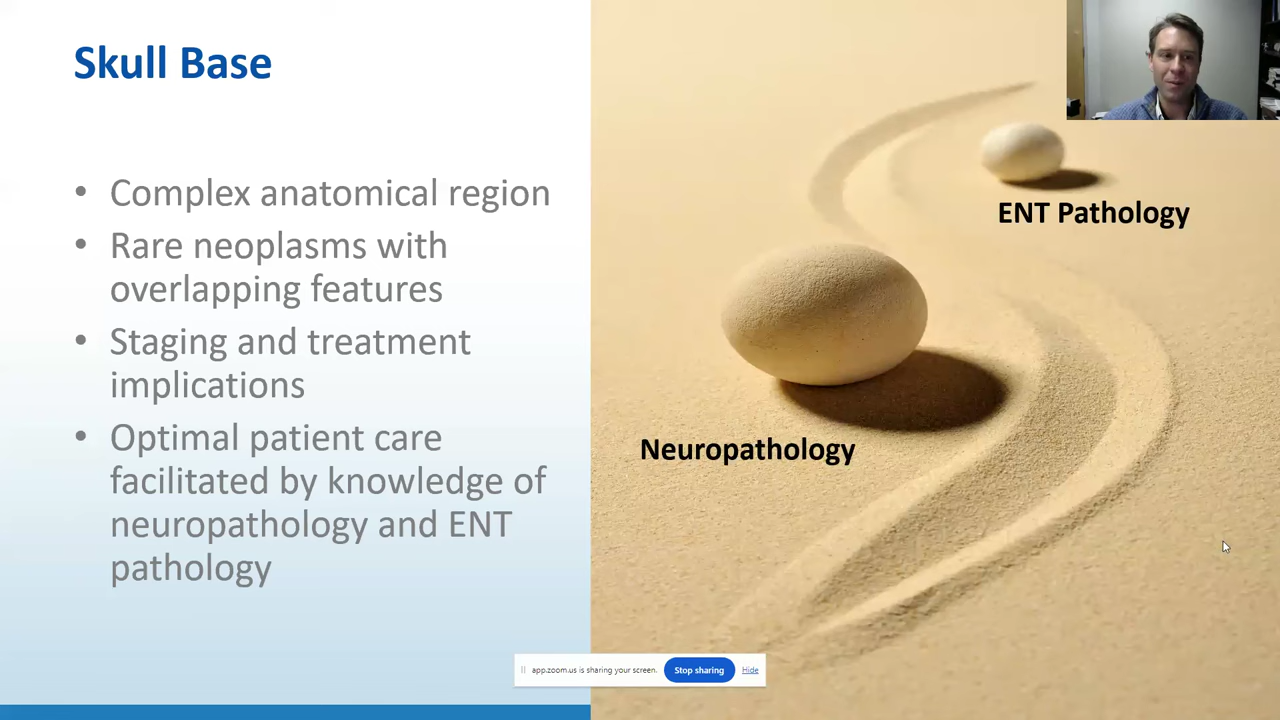 Skull Base
• Complex anatomical region
• Rare neoplasms with
overlapping features
• Staging and treatment
implications
• Optimal patient care
facilitated by knowledge of
neuropathology and ENT
pathology
ENT Pathology
Neuropathology
app.zoom.us is sharing your screen. Stop sharing Hide